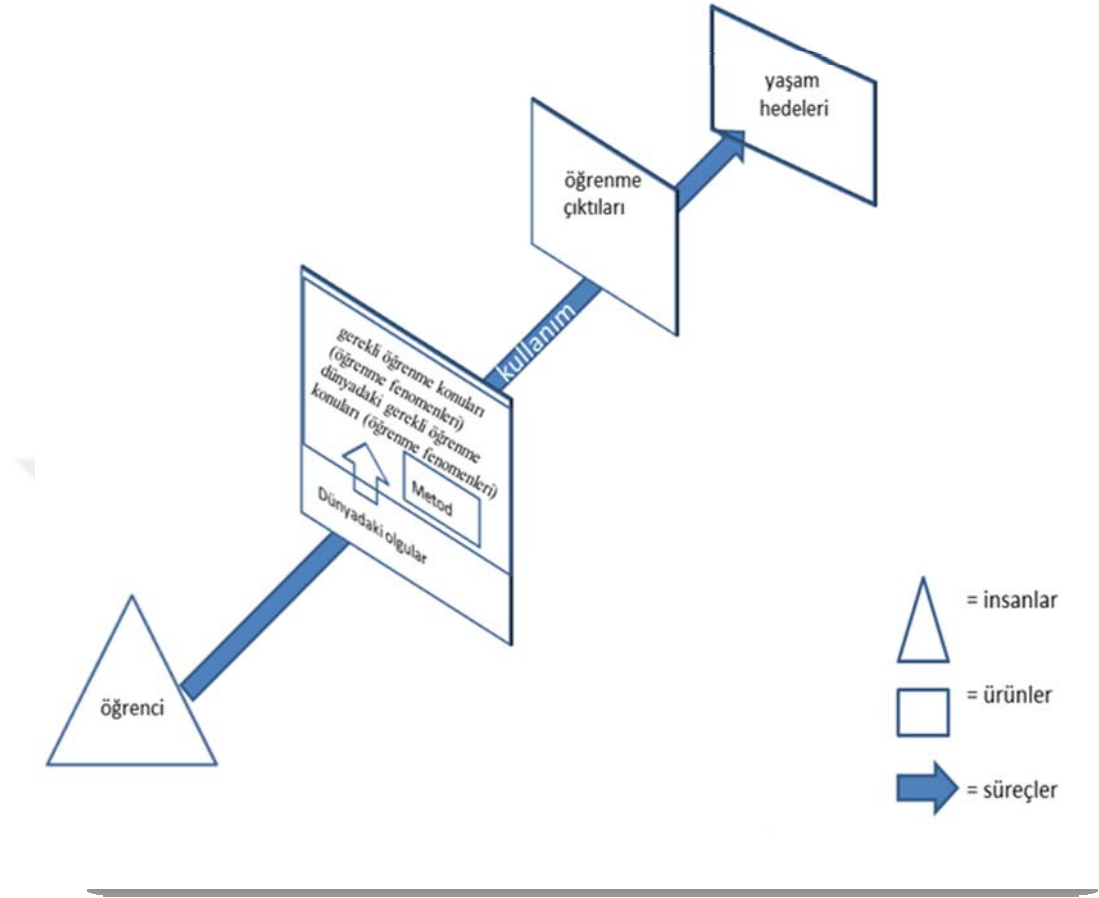 yaşam
hedeleri
öğrenme
çıktıları
kullanım
gerekli öğrenme konuları
(öğrenme fenomenleri)
dünyadaki gerekli öğrenme
konuları (öğrenme fenomenleri)
Metod
Dünyadaki olgular
öğrenci
= insanlar
= ürünler
= süreçler